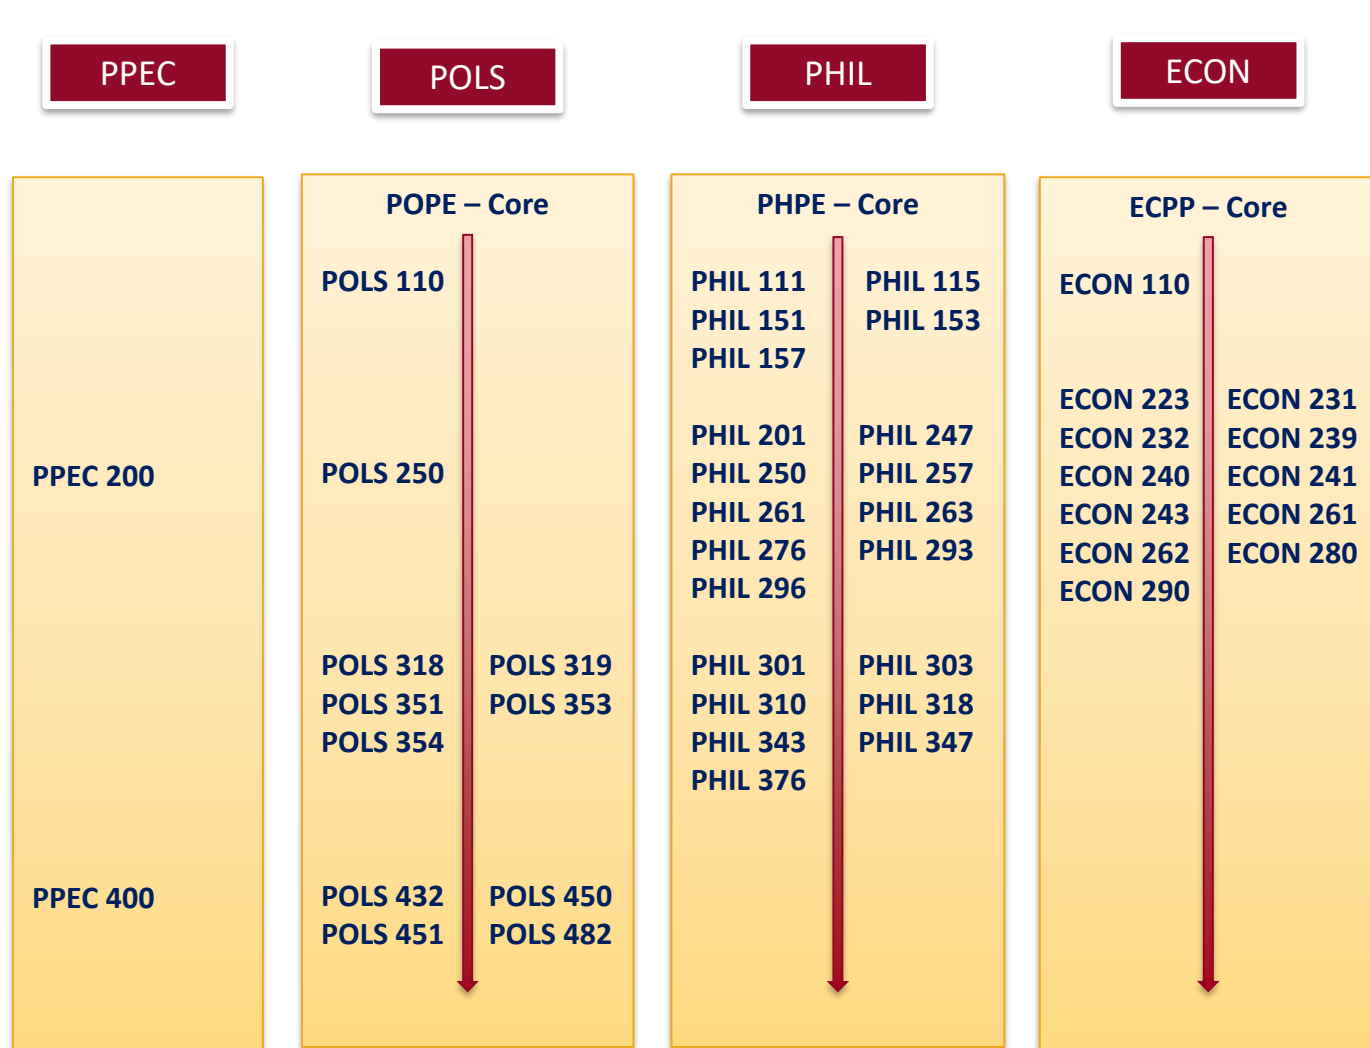 PPEC
POLS
PHIL
ECON
PPEC 200
PPEC 400
POPE – Core
POLS 110
POLS 250
POLS 318 POLS 319
POLS 351 POLS 353
POLS 354
POLS 432 POLS 450
POLS 451 POLS 482
PHPE – Core
PHIL 111 PHIL 115
PHIL 151 PHIL 153
PHIL 157
PHIL 201 PHIL 247
PHIL 250 PHIL 257
PHIL 261 PHIL 263
PHIL 276 PHIL 293
PHIL 296
PHIL 301 PHIL 303
PHIL 310 PHIL 318
PHIL 343 PHIL 347
PHIL 376
ECPP – Core
ECON 110
ECON 223 ECON 231
ECON 232 ECON 239
ECON 240 ECON 241
ECON 243 ECON 261
ECON 262 ECON 280
ECON 290